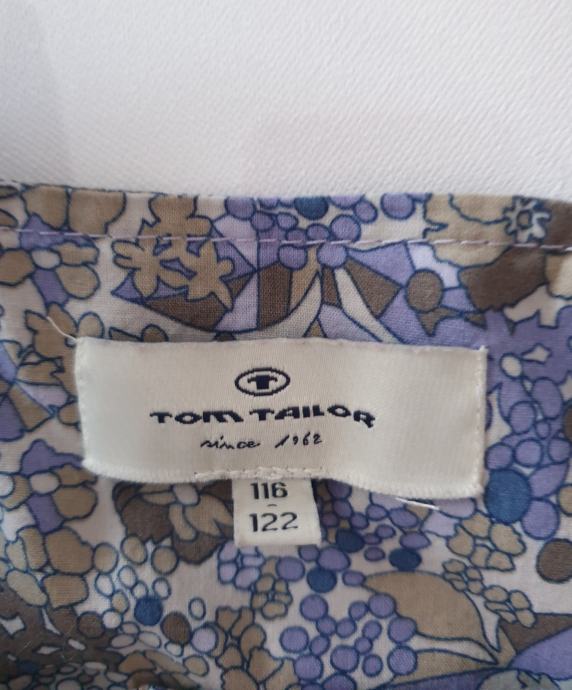 T
TOM TAILOR
since 1962
116
-
122